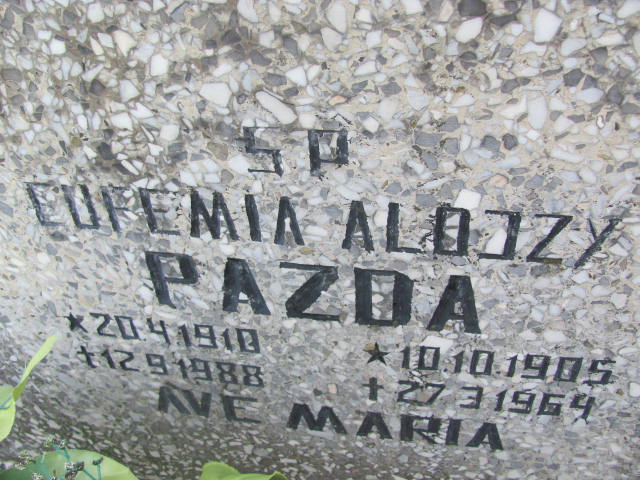 SP
EUFEMIA ALOJZY
PAZDA
★20.4.1910 ★10.10.1905
✝12.9.1988 ✝27.3.1964
AVE MARIA